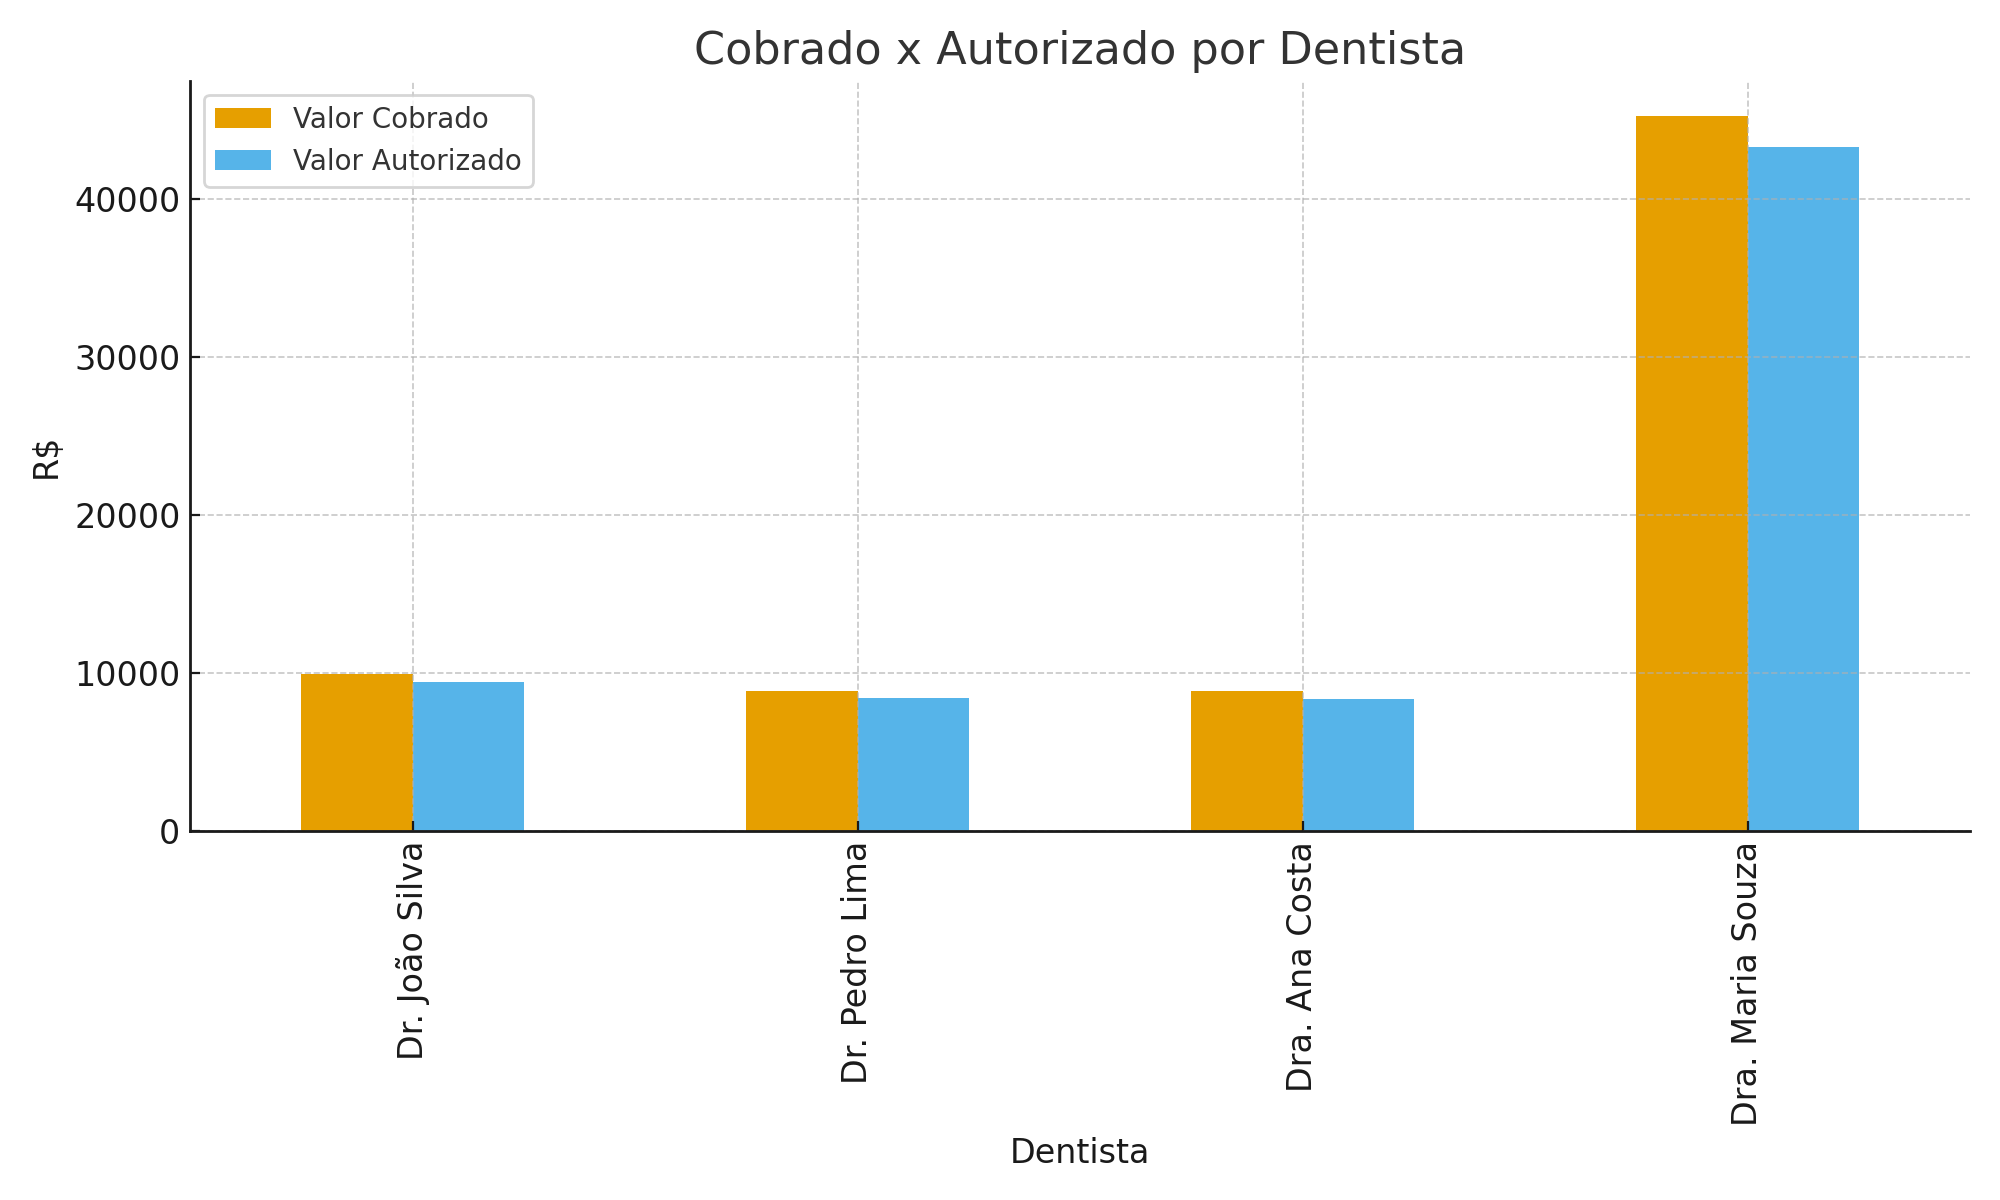 Cobrado x Autorizado por Dentista
Valor Cobrado
Valor Autorizado
40000
30000
20000
10000
0
R$
Dr. João Silva
Dr. Pedro Lima
Dra. Ana Costa
Dra. Maria Souza
Dentista